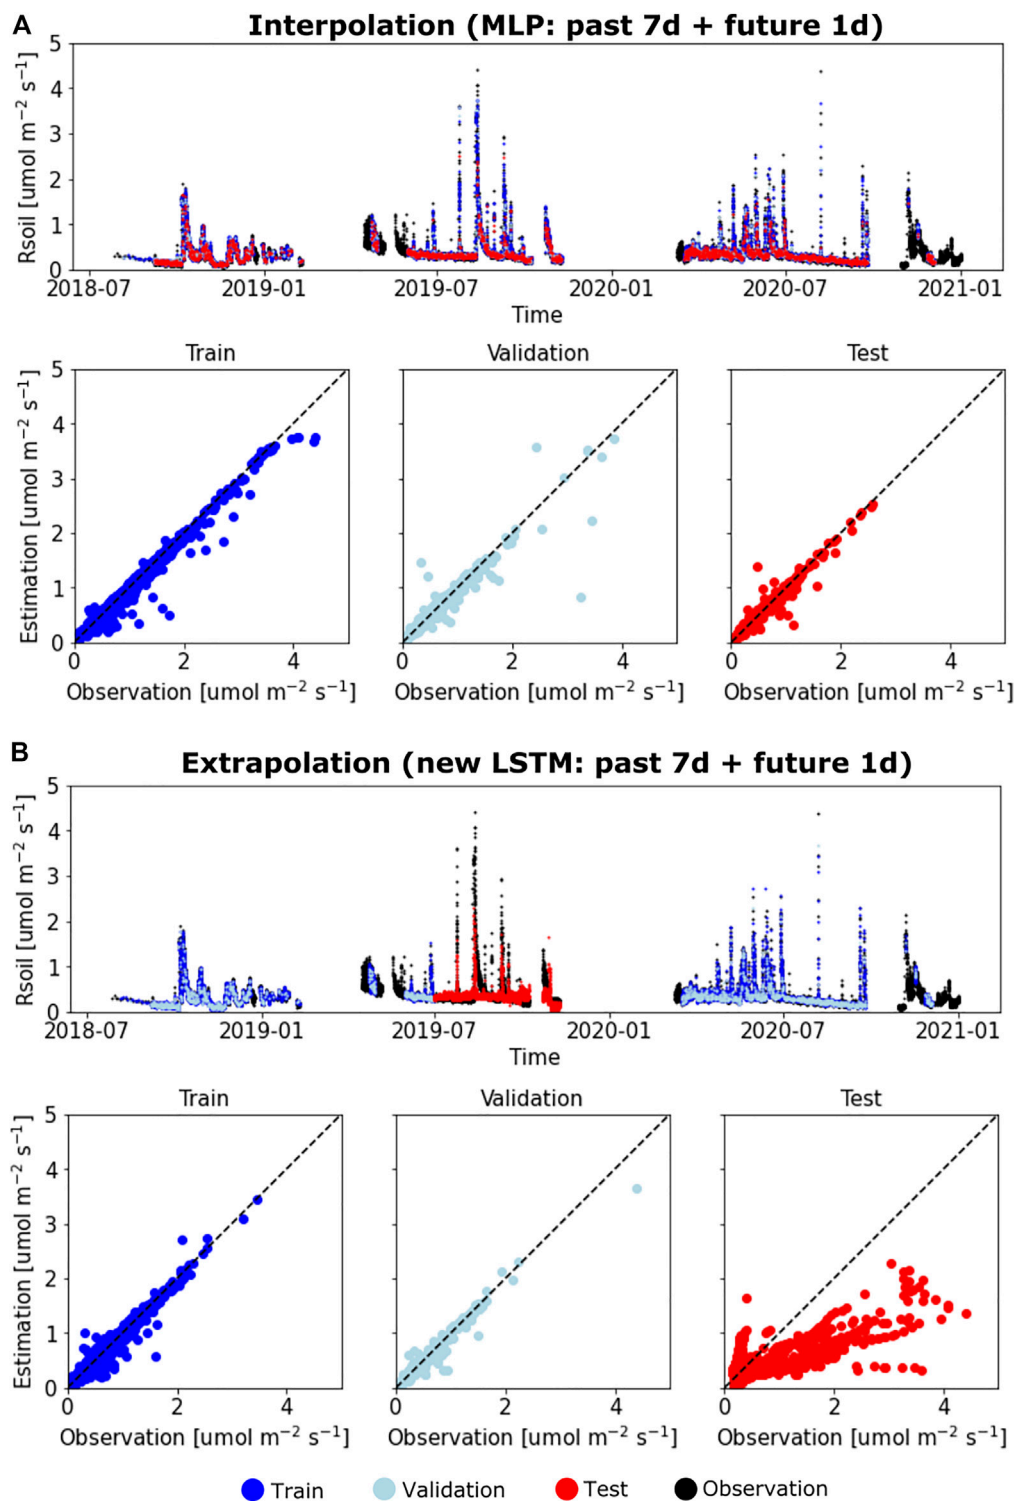 A
Interpolation (MLP: past 7d + future 1d)
Rsoil [umol m⁻² s⁻¹]
5
4
3
2
1
0
2018-07 2019-01 2019-07 2020-01 2020-07 2021-01
Time
Train Validation Test
Estimation [umol m⁻² s⁻¹]
5
4
3
2
1
0
0 2 4 0 2 4 0 2 4
Observation [umol m⁻² s⁻¹] Observation [umol m⁻² s⁻¹] Observation [umol m⁻² s⁻¹]
B
Extrapolation (new LSTM: past 7d + future 1d)
Rsoil [umol m⁻² s⁻¹]
5
4
3
2
1
0
2018-07 2019-01 2019-07 2020-01 2020-07 2021-01
Time
Train Validation Test
Estimation [umol m⁻² s⁻¹]
5
4
3
2
1
0
0 2 4 0 2 4 0 2 4
Observation [umol m⁻² s⁻¹] Observation [umol m⁻² s⁻¹] Observation [umol m⁻² s⁻¹]
Train Validation Test Observation